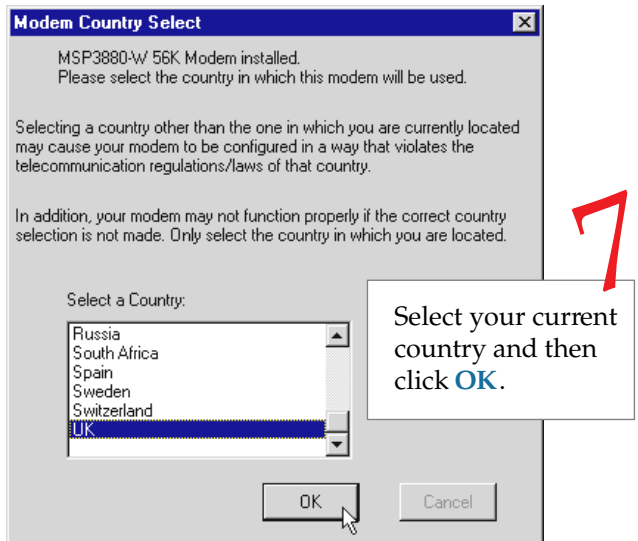 Modem Country Select
MSP3880-W 56K Modem installed.
Please select the country in which this modem will be used.
Selecting a country other than the one in which you are currently located
may cause your modem to be configured in a way that violates the
telecommunication regulations/laws of that country.
In addition, your modem may not function properly if the correct country
selection is not made. Only select the country in which you are located.
7
Select a Country:
Russia
South Africa
Spain
Sweden
Switzerland
UK
Select your current
country and then
click OK.
OK
Cancel